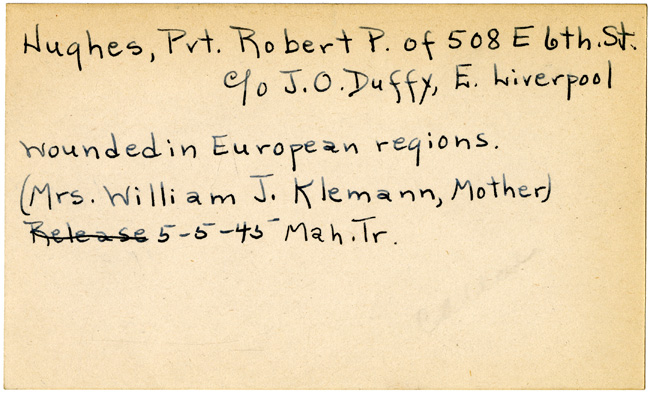 Hughes, Pvt. Robert P. of 508 E 6th. St.
c/o J.O. Duffy, E. Liverpool
wounded in European regions.
(Mrs. William J. Klemann, Mother)
Release 5-5-45 Mah. Tr.